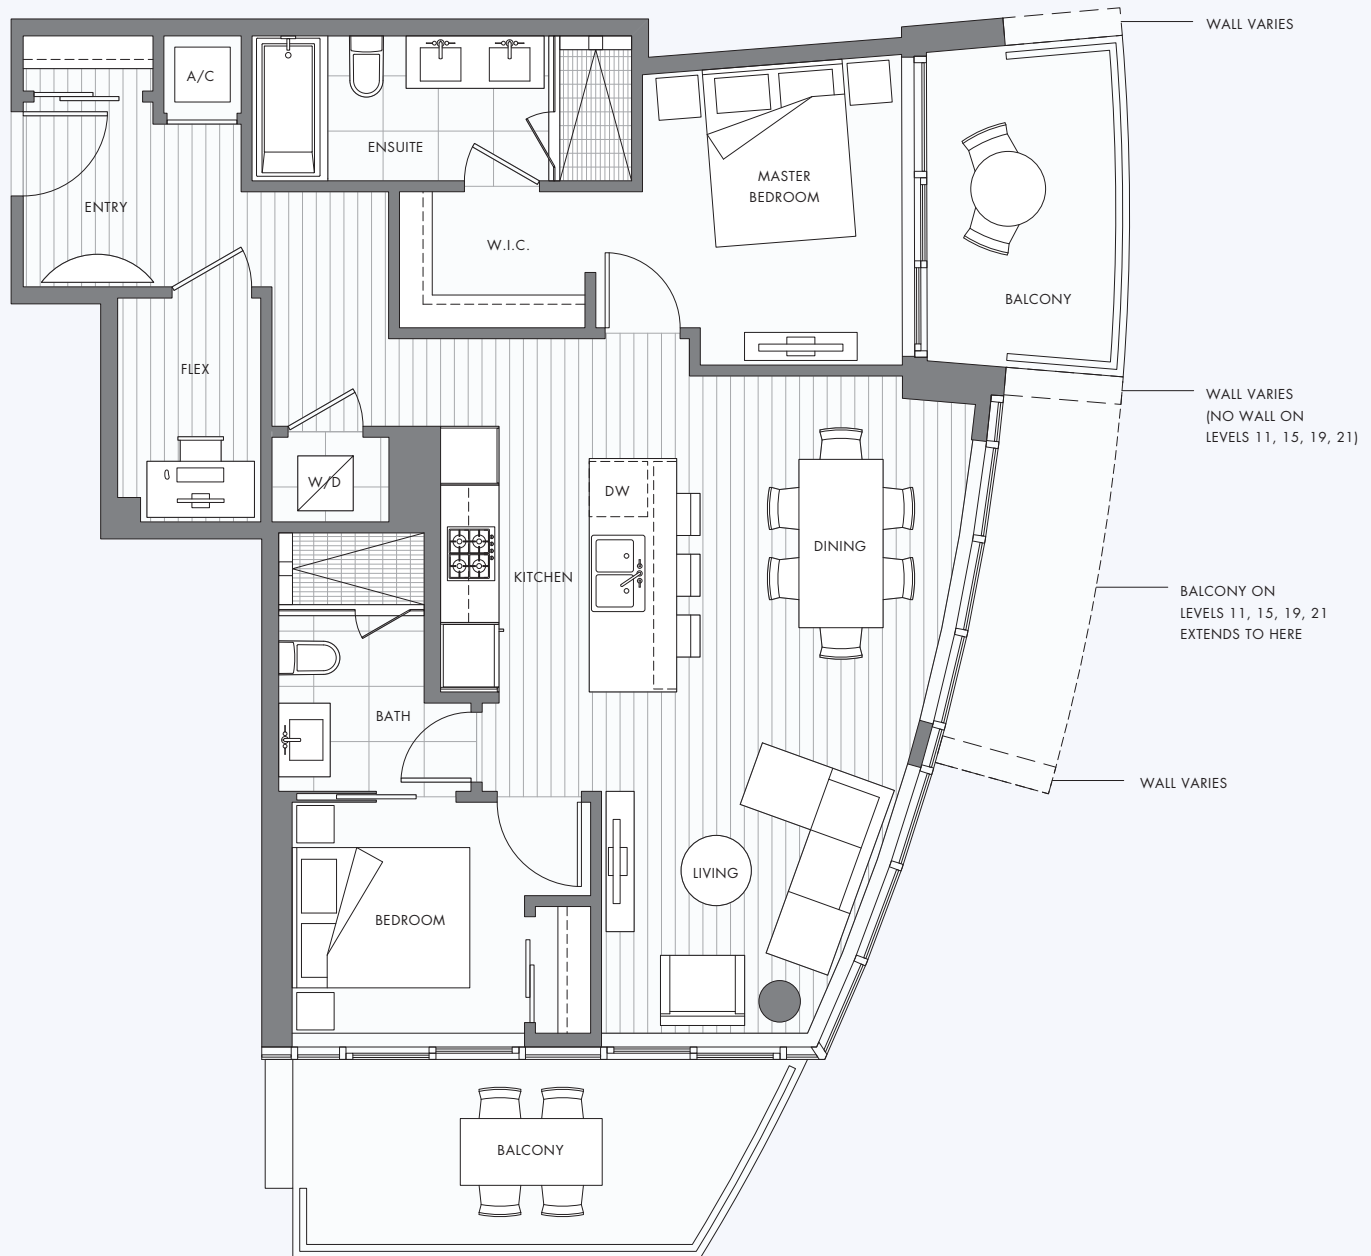 WALL VARIES
A/C
ENSUITE
MASTER
BEDROOM
ENTRY
W.I.C.
BALCONY
FLEX
WALL VARIES
(NO WALL ON
LEVELS 11, 15, 19, 21)
W/D
DW
DINING
KITCHEN
BALCONY ON
LEVELS 11, 15, 19, 21
EXTENDS TO HERE
BATH
WALL VARIES
LIVING
BEDROOM
BALCONY